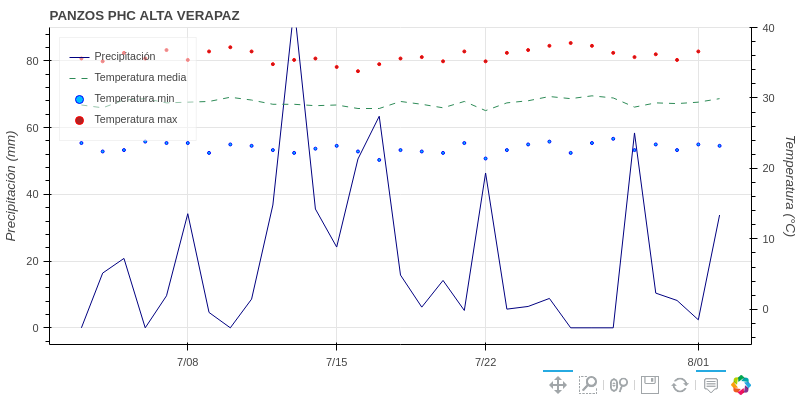 PANZOS PHC ALTA VERAPAZ
Precipitación
Temperatura media
Temperatura min
Temperatura max
Precipitación (mm)
80
60
40
20
0
40
30
20
10
0
Temperatura (°C)
7/08
7/15
7/22
8/01